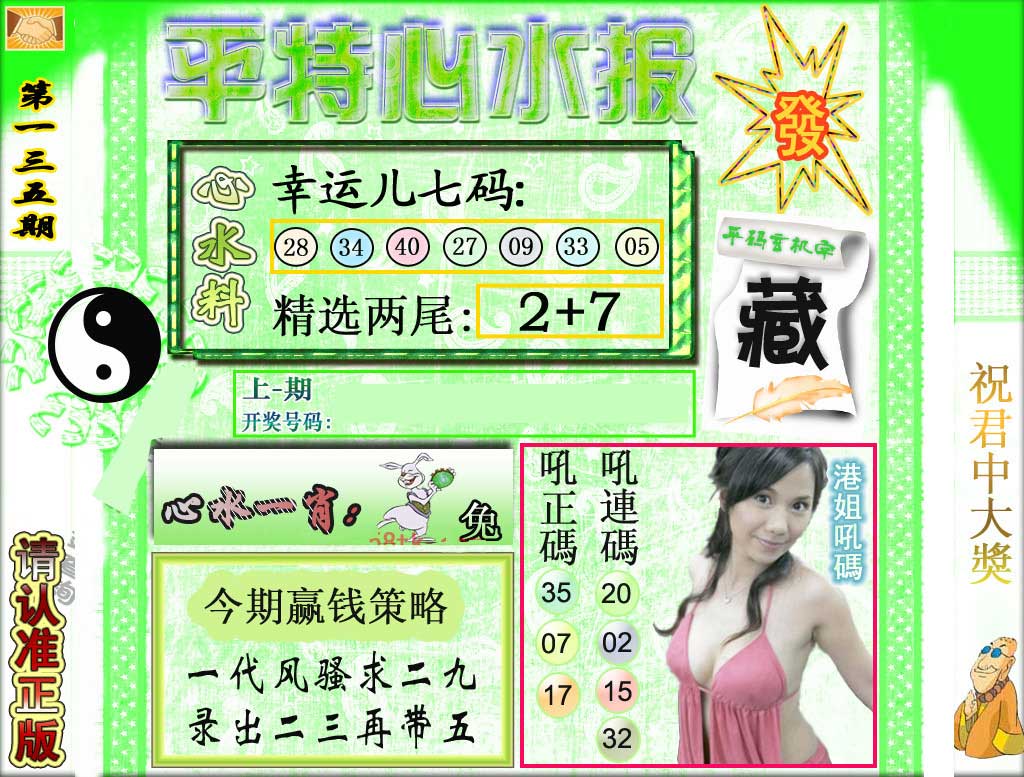 平特心水报
第一三五期
發
心水料
幸运儿七码:
28 34 40 27 09 33 05
精选两尾: 2+7
平码玄机字
藏
上-期
开奖号码:
心水一肖: 兔
今期赢钱策略
一代风骚求二九
录出二三再带五
吼正碼
35
07
17
吼連碼
20
02
15
32
港姐吼碼
祝君中大獎
请认准正版